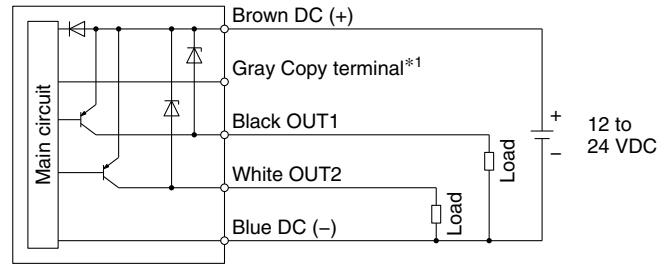 Brown DC (+)
Gray Copy terminal*1
Main circuit
Black OUT1
+
12 to
24 VDC
−
Load
White OUT2
Load
Blue DC (−)